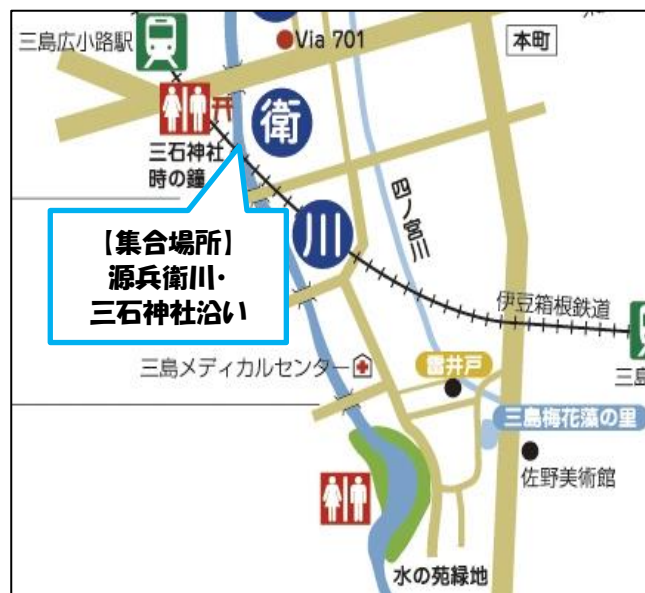 三島広小路駅
Via 701
本町
衛
三石神社
時の鐘
【集合場所】
源兵衛川・
三石神社沿い
川
四ノ宮川
伊豆箱根鉄道
三島メディカルセンター
雷井戸
三島
三島梅花藻の里
佐野美術館
水の苑緑地